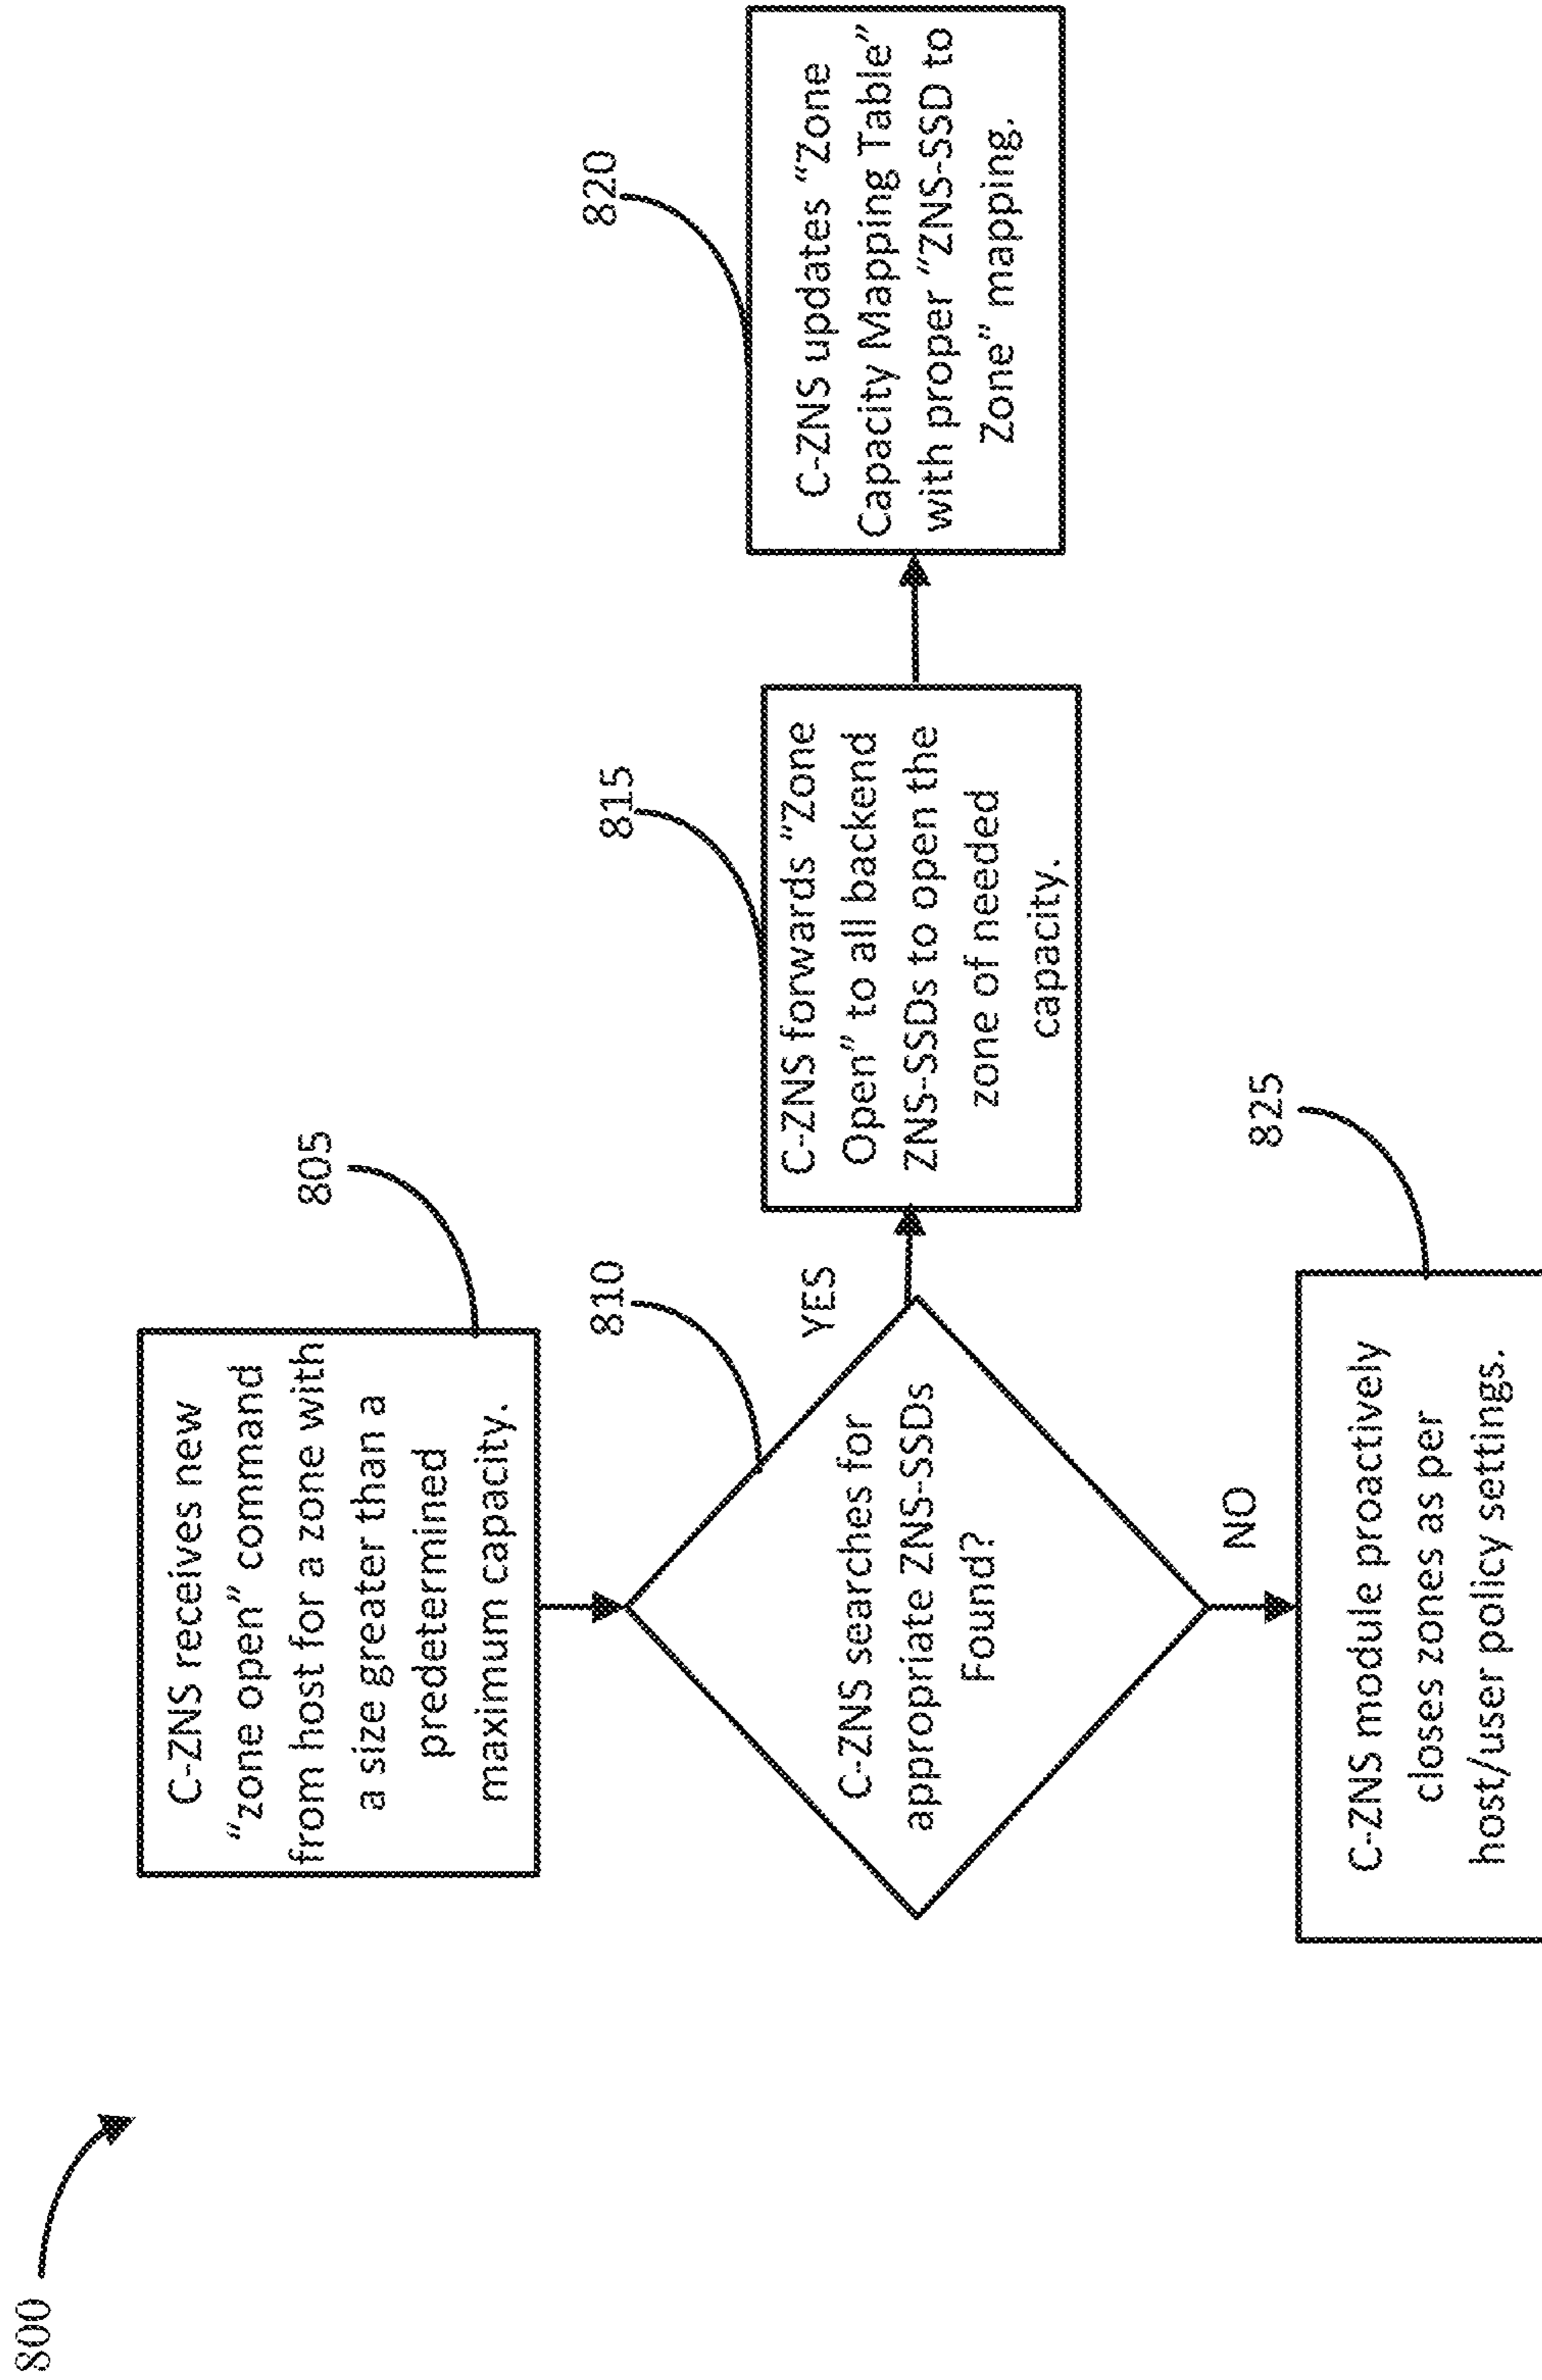 800
805
C-ZNS receives new
“zone open” command
from host for a zone with
a size greater than a
predetermined
maximum capacity.
810
C-ZNS searches for
appropriate ZNS-SSDs
Found?
YES
815
C-ZNS forwards “Zone
Open” to all backend
ZNS-SSDs to open the
zone of needed
capacity.
820
C-ZNS updates “Zone
Capacity Mapping Table”
with proper “ZNS-SSD to
Zone” mapping.
NO
825
C-ZNS module proactively
closes zones as per
host/user policy settings.